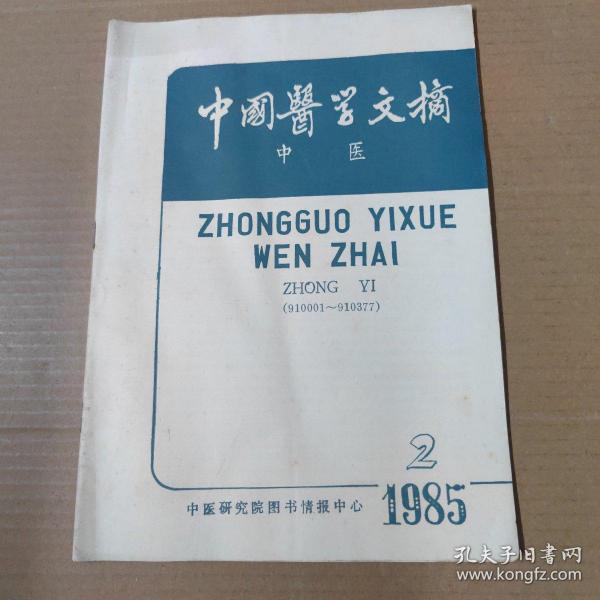 中國醫学文摘
中 医
ZHONGGUO YIXUE
WEN ZHAI
ZHONG YI
(910001~910377)
2
1985
中医研究院图书情报中心
孔夫子旧书网
www.kongfz.com